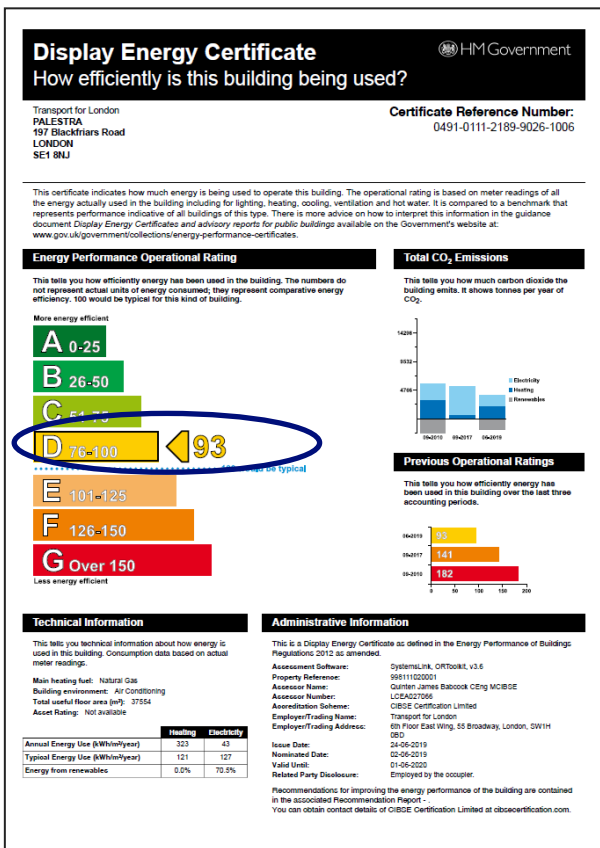 Display Energy Certificate
HM Government
How efficiently is this building being used?
Transport for London
PALESTRA
197 Blackfriars Road
LONDON
SE1 8NJ
Certificate Reference Number:
0491-0111-2189-9026-1006
This certificate indicates how much energy is being used to operate this building. The operational rating is based on meter readings of all
the energy actually used in the building including for lighting, heating, cooling, ventilation and hot water. It is compared to a benchmark that
represents performance indicative of all buildings of this type. There is more advice on how to interpret this information in the guidance
document Display Energy Certificates and advisory reports for public buildings available on the Government's website at:
www.gov.uk/government/collections/energy-performance-certificates.
Energy Performance Operational Rating
This tells you how efficiently energy has been used in the building. The numbers do
not represent actual units of energy consumed; they represent comparative energy
efficiency. 100 would be typical for this kind of building.
More energy efficient
A 0-25
B 26-50
C 51-75
D 76-100
93
be typical
E 101-125
F 126-150
G Over 150
Less energy efficient
Total CO2 Emissions
This tells you how much carbon dioxide the
building emits. It shows tonnes per year of
CO2.
14298
9532
4766
Electricity
Heating
Renewables
09-2010
09-2017
06-2019
Previous Operational Ratings
This tells you how efficiently energy has
been used in this building over the last three
accounting periods.
06-2019
93
09-2017
141
09-2010
182
0
50
100
150
200
Technical Information
This tells you technical information about how energy is
used in this building. Consumption data based on actual
meter readings.
Main heating fuel: Natural Gas
Building environment: Air Conditioning
Total useful floor area (m²): 37554
Asset Rating: Not available
Heating Electricity
Annual Energy Use (kWh/m²/year) 323 43
Typical Energy Use (kWh/m²/year) 121 127
Energy from renewables 0.0% 70.5%
Administrative Information
This is a Display Energy Certificate as defined in the Energy Performance of Buildings
Regulations 2012 as amended.
Assessment Software: SystemsLink, ORToolkit, v3.6
Property Reference: 998111020001
Assessor Name: Quinten James Babcock CEng MCIBSE
Assessor Number: LCEA027066
Accreditation Scheme: CIBSE Certification Limited
Employer/Trading Name: Transport for London
Employer/Trading Address: 6th Floor East Wing, 55 Broadway, London, SW1H
0BD
Issue Date: 24-06-2019
Nominated Date: 02-06-2019
Valid Until: 01-06-2020
Related Party Disclosure: Employed by the occupier.
Recommendations for improving the energy performance of the building are contained
in the associated Recommendation Report - .
You can obtain contact details of CIBSE Certification Limited at cibsecertification.com.